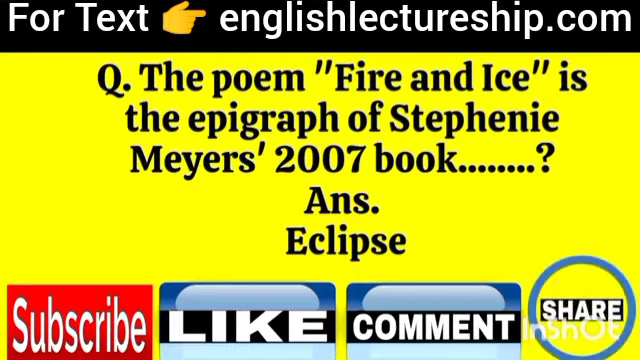 For Text 👉 englishlectureship.com
Q. The poem "Fire and Ice" is
the epigraph of Stephenie
Meyers' 2007 book........?
Ans.
Eclipse
Subscribe
LIKE
COMMENT
SHARE
InShOt